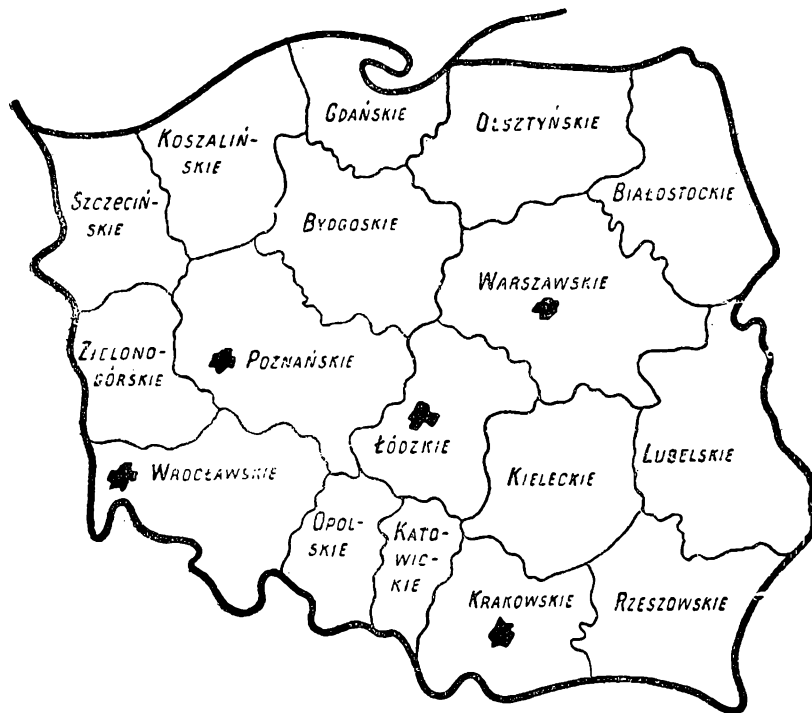 GDAŃSKIE
OLSZTYŃSKIE
KOSZALIŃ-
SKIE
SZCZECIŃ-
SKIE
BYDGOSKIE
BIAŁOSTOCKIE
WARSZAWSKIE
ZIELONO-
GÓRSKIE
POZNAŃSKIE
ŁÓDZKIE
WROCŁAWSKIE
KIELECKIE
LUBELSKIE
OPOL-
SKIE
KATO-
WIC-
KIE
KRAKOWSKIE
RZESZOWSKIE